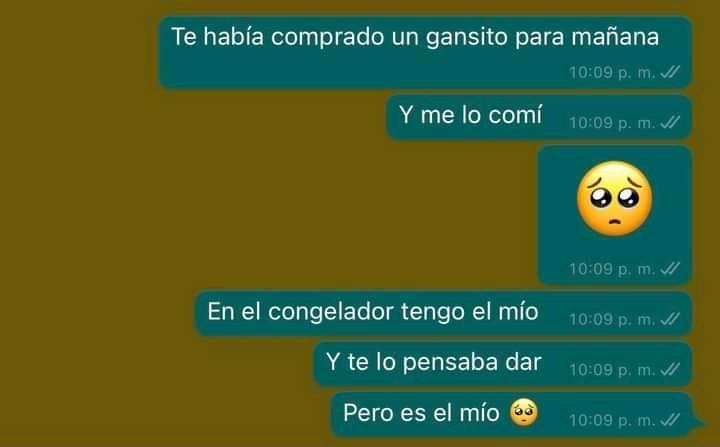 Te había comprado un gansito para mañana
10:09 p. m.
Y me lo comí
10:09 p. m.
🥺
10:09 p. m.
En el congelador tengo el mío
10:09 p. m.
Y te lo pensaba dar
10:09 p. m.
Pero es el mío 🥺
10:09 p. m.